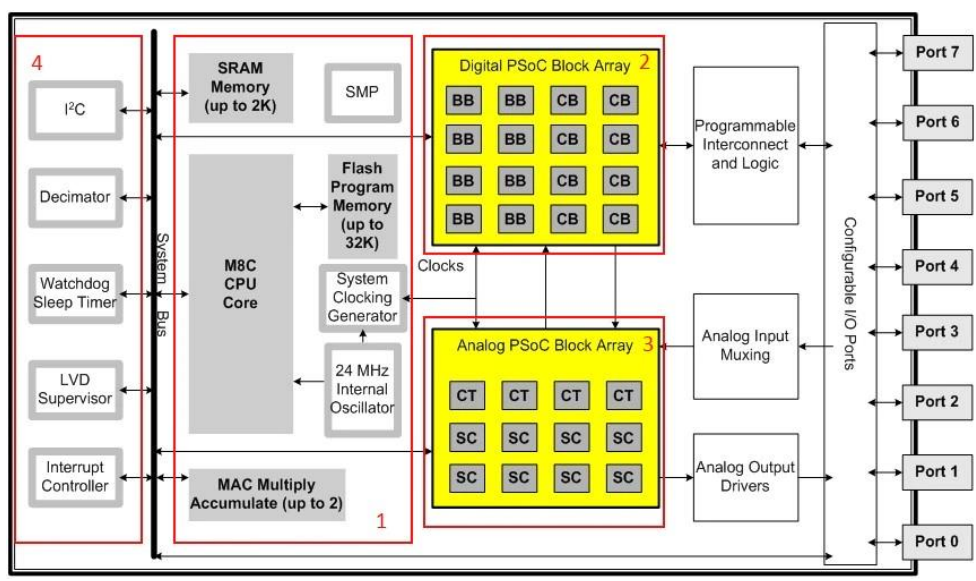 4
I²C
Decimator
Watchdog
Sleep Timer
LVD
Supervisor
Interrupt
Controller
System
Bus
SRAM
Memory
(up to 2K)
SMP
M8C
CPU
Core
Flash
Program
Memory
(up to
32K)
System
Clocking
Generator
24 MHz
Internal
Oscillator
MAC Multiply
Accumulate (up to 2)
1
Digital PSoC Block Array
2
BB BB CB CB
BB BB CB CB
BB BB CB CB
BB BB CB CB
Clocks
Analog PSoC Block Array
3
CT CT CT CT
SC SC SC SC
SC SC SC SC
Programmable
Interconnect
and Logic
Analog Input
Muxing
Analog Output
Drivers
Configurable I/O Ports
Port 7
Port 6
Port 5
Port 4
Port 3
Port 2
Port 1
Port 0